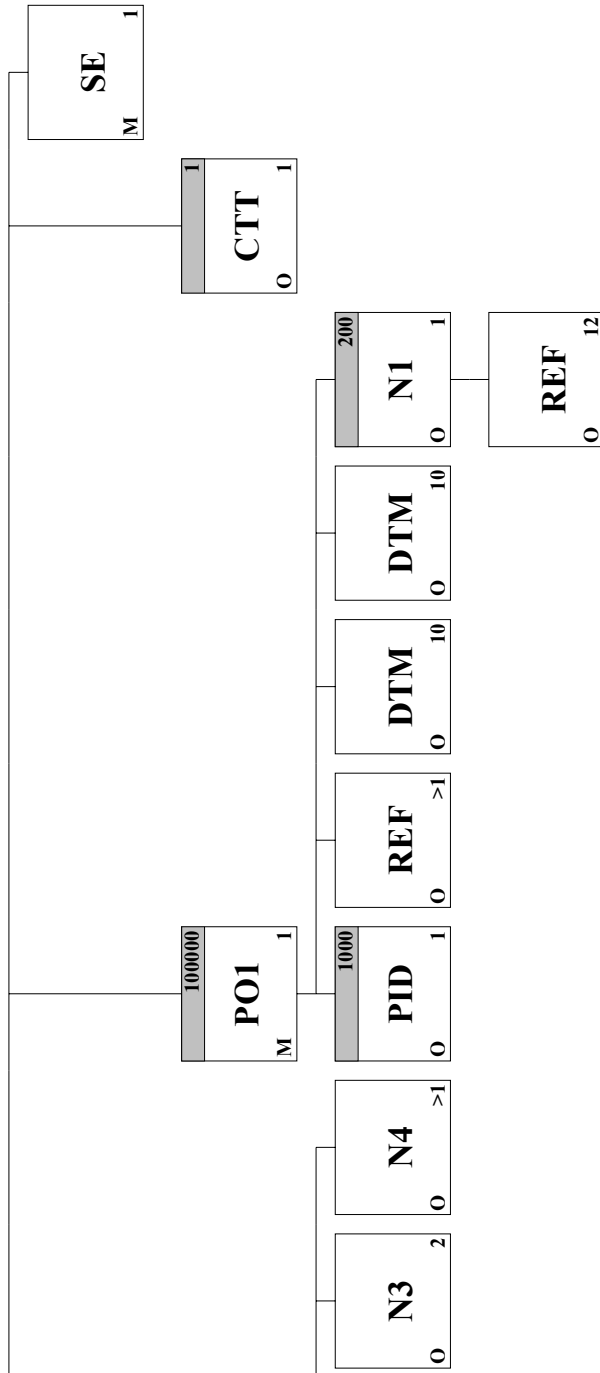 SE
M 1
100000
PO1
M 1
1
CTT
O 1
N3
O 2
N4
O >1
1000
PID
O 1
REF
O >1
DTM
O 10
DTM
O 10
200
N1
O 1
REF
O 12